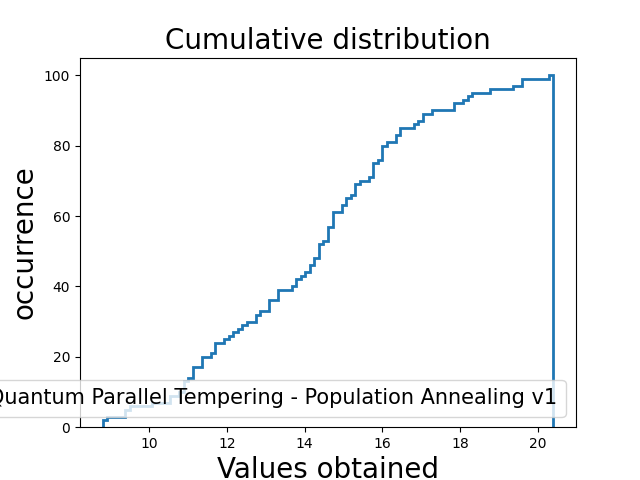 Cumulative distribution
occurrence
100
80
60
40
20
0
Quantum Parallel Tempering - Population Annealing v1
10 12 14 16 18 20
Values obtained